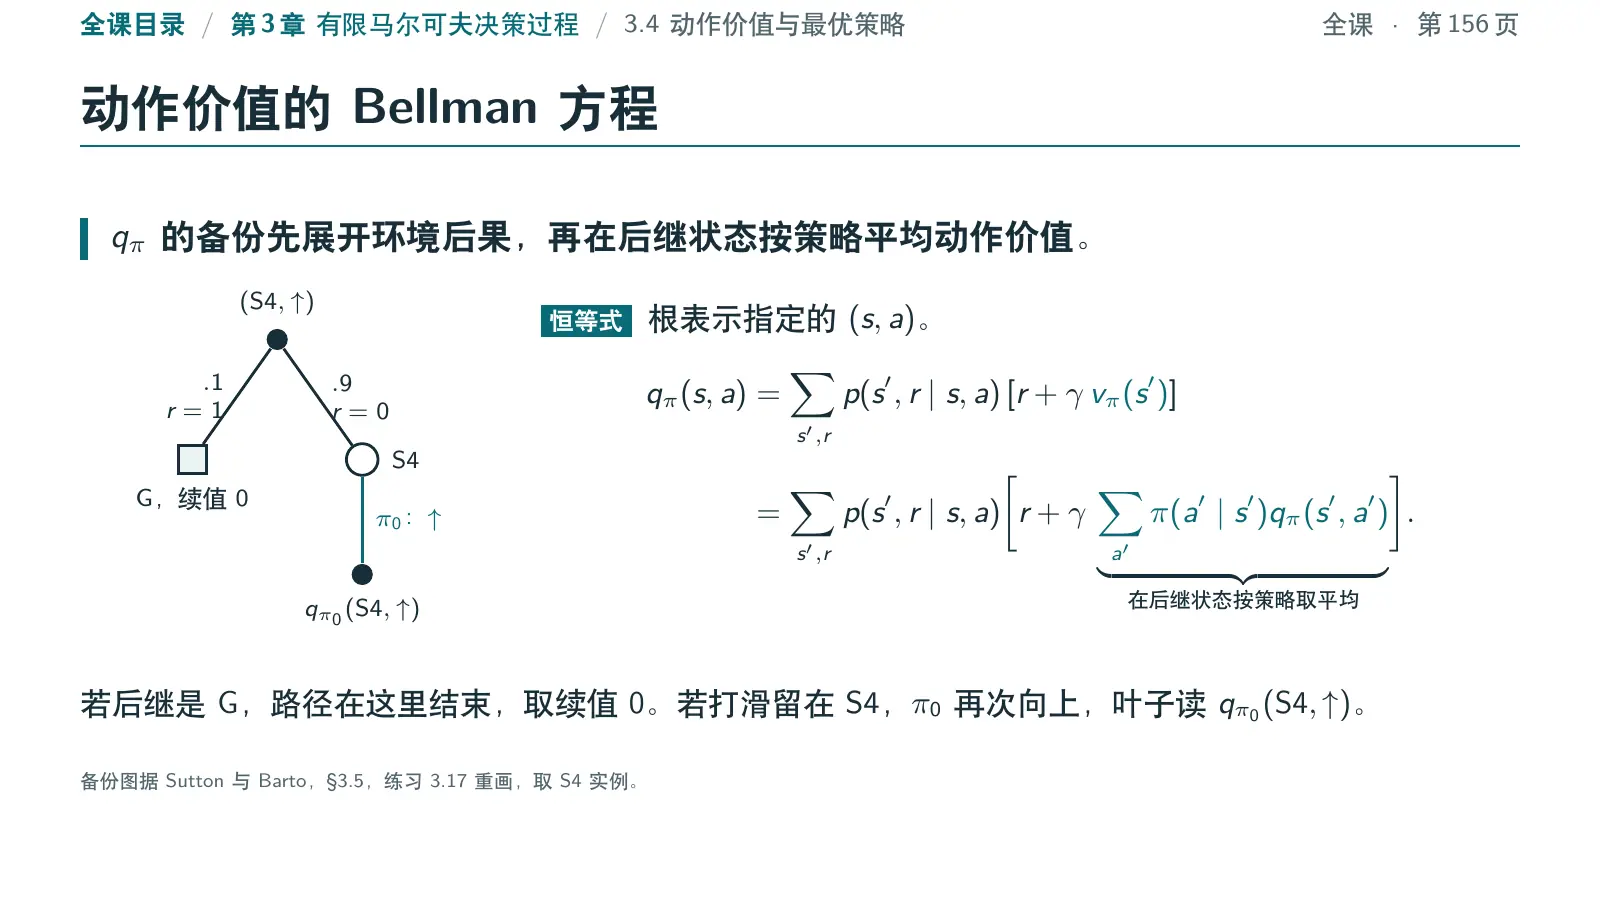 全课目录 / 第 3 章 有限马尔可夫决策过程 / 3.4 动作价值与最优策略
全课 · 第 156 页
动作价值的 Bellman 方程
qπ 的备份先展开环境后果，再在后继状态按策略平均动作价值。
(S4, ↑)
.1
r = 1
.9
r = 0
S4
G，续值 0
π₀：↑
qπ₀(S4, ↑)
恒等式 根表示指定的 (s, a)。
qπ(s, a) = ∑s′,r p(s′, r | s, a) [r + γ vπ(s′)]
= ∑s′,r p(s′, r | s, a) [r + γ ∑a′ π(a′ | s′)qπ(s′, a′)].
在后继状态按策略取平均
若后继是 G，路径在这里结束，取续值 0。若打滑留在 S4，π₀ 再次向上，叶子读 qπ₀(S4, ↑)。
备份图据 Sutton 与 Barto，§3.5，练习 3.17 重画，取 S4 实例。